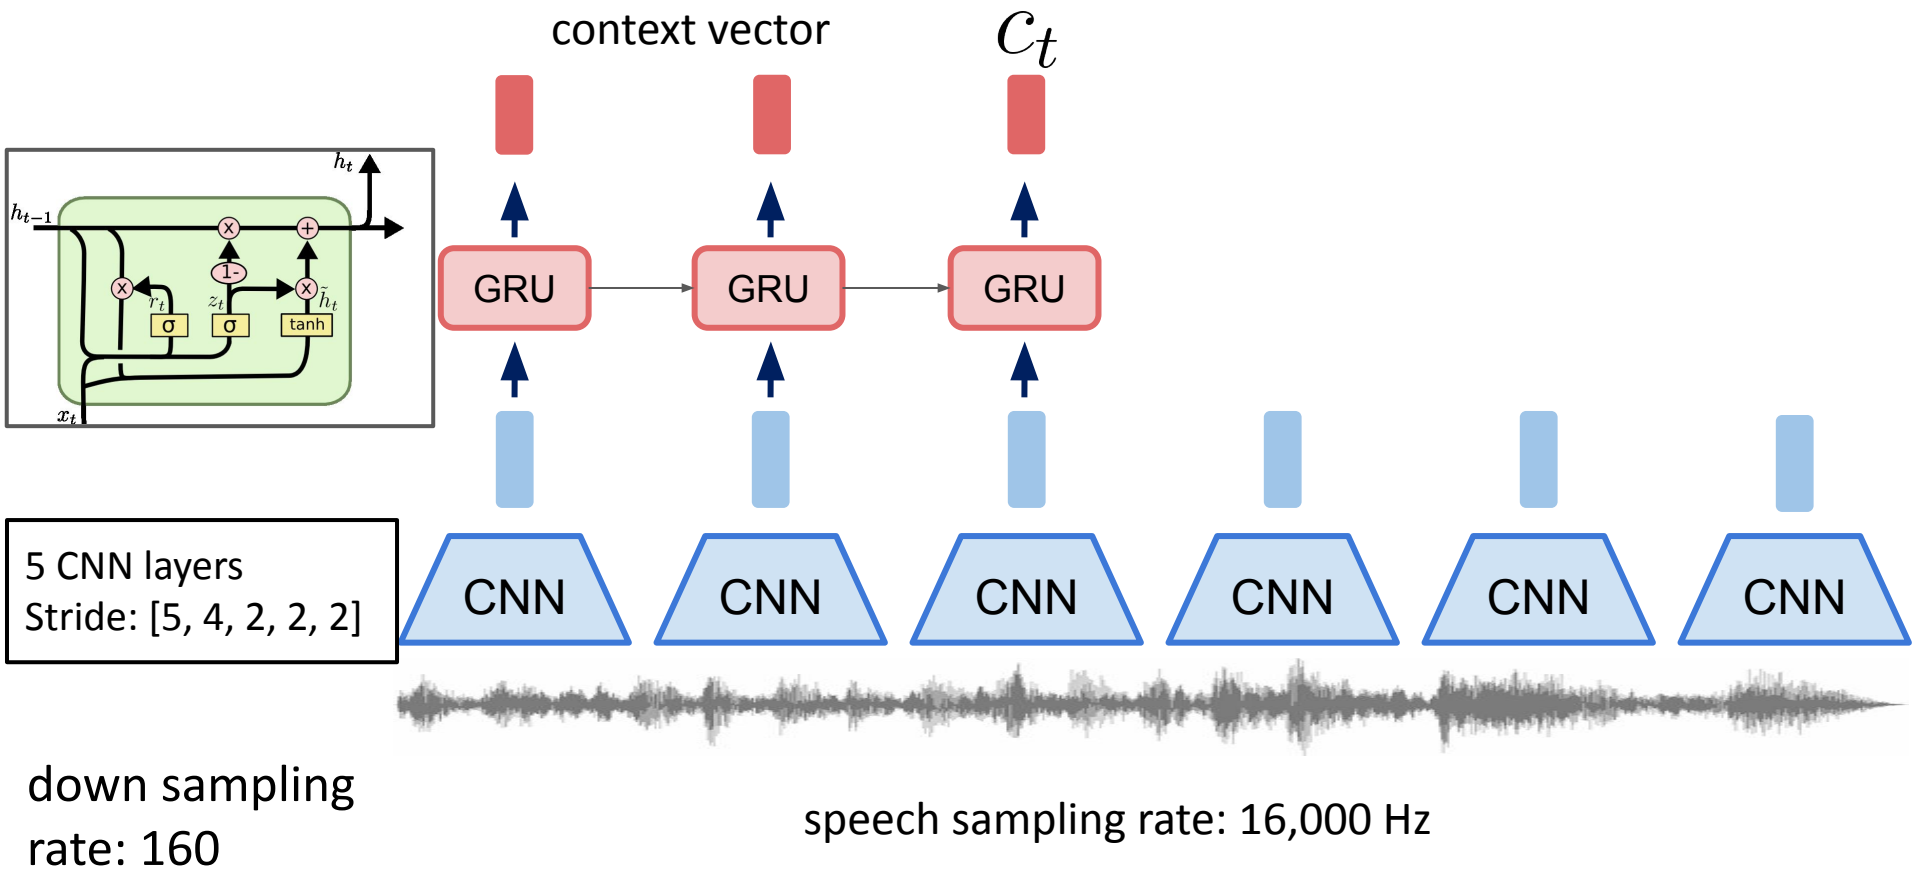 context vector
c_t
h_t
h_{t-1}
x
+
1-
x
r_t
z_t
x
h̃_t
σ
σ
tanh
x_t
GRU
GRU
GRU
5 CNN layers
Stride: [5, 4, 2, 2, 2]
CNN
CNN
CNN
CNN
CNN
CNN
down sampling
rate: 160
speech sampling rate: 16,000 Hz